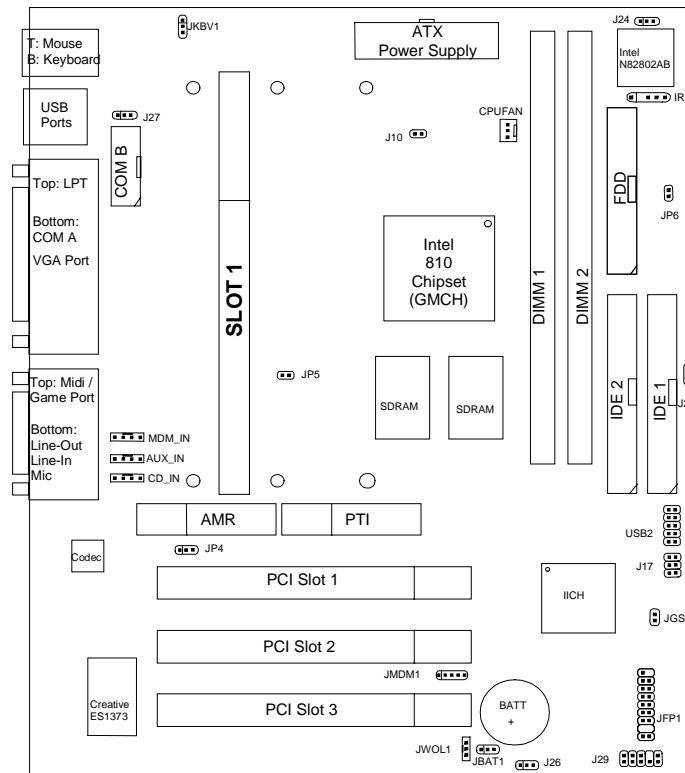 JKBV1
ATX
Power Supply
J24
T: Mouse
B: Keyboard
Intel
N82802AB
IR
USB
Ports
J27
CPUFAN
J10
COM B
FDD
JP6
Top: LPT
Bottom:
COM A
VGA Port
SLOT 1
Intel
810
Chipset
(GMCH)
DIMM 1
DIMM 2
JP5
SDRAM
SDRAM
IDE 2
IDE 1
Top: Midi /
Game Port
Bottom:
Line-Out
Line-In
Mic
MDM_IN
AUX_IN
CD_IN
AMR
PTI
USB2
JP4
Codec
J17
PCI Slot 1
IICH
JGS
PCI Slot 2
JMDM1
Creative
ES1373
PCI Slot 3
BATT
+
JFP1
JWOL1
JBAT1
J26
J29